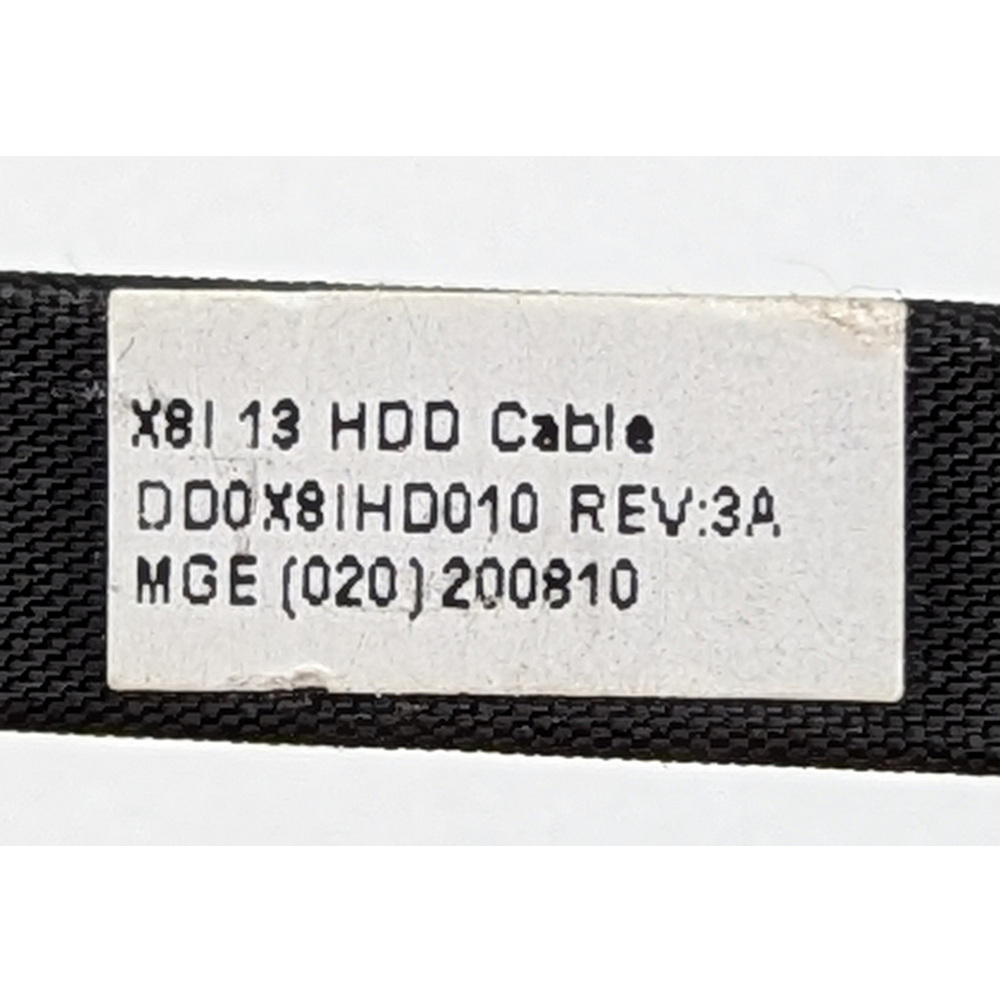 X8I 13 HDD Cable
DD0X8IHD010 REV:3A
MGE (020) 200810